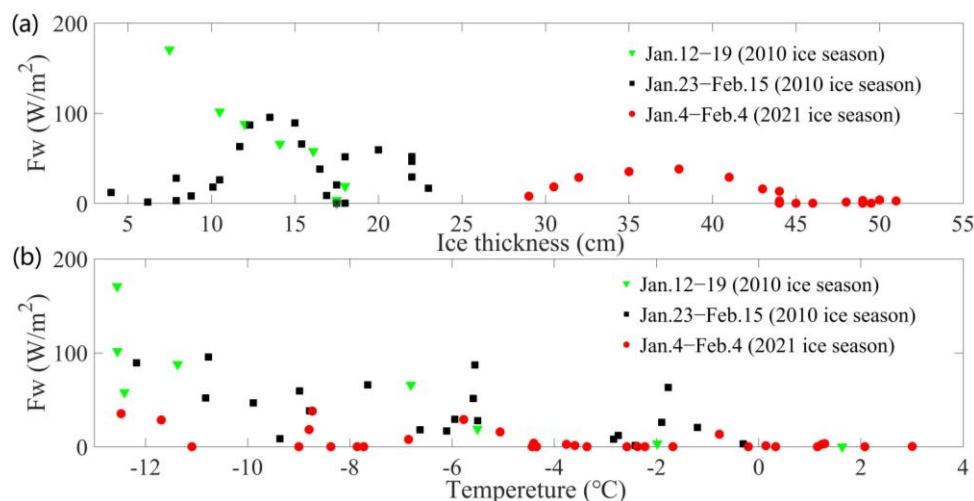 (a)
200
Fw (W/m²)
100
0
Jan.12−19 (2010 ice season)
Jan.23−Feb.15 (2010 ice season)
Jan.4−Feb.4 (2021 ice season)
5 10 15 20 25 30 35 40 45 50 55
Ice thickness (cm)
(b)
200
Fw (W/m²)
100
0
Jan.12−19 (2010 ice season)
Jan.23−Feb.15 (2010 ice season)
Jan.4−Feb.4 (2021 ice season)
-12 -10 -8 -6 -4 -2 0 2 4
Tempereture (℃)